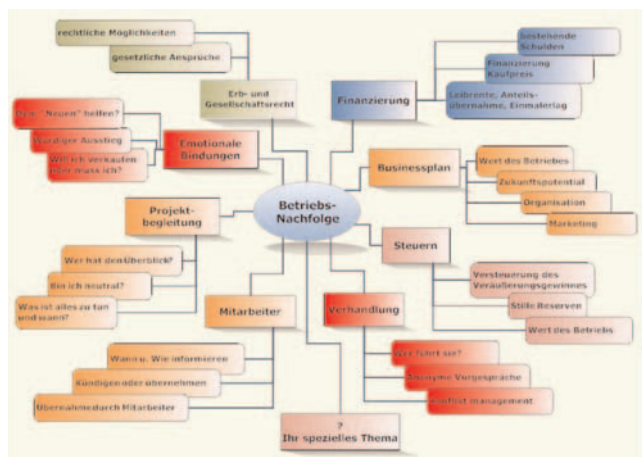 rechtliche Möglichkeiten
gesetzliche Ansprüche
Erb- und
Gesellschaftsrecht
Dem "Neuen" helfen?
Würdiger Ausstieg
Will ich verkaufen
oder muss ich?
Emotionale
Bindungen
Projekt-
begleitung
Wer hat den Überblick?
Bin ich neutral?
Was ist alles zu tun
und wann?
Mitarbeiter
Wann u. Wie informieren
Kündigen oder übernehmen
Übernahme durch Mitarbeiter
Betriebs-
Nachfolge
bestehende
Schulden
Finanzierung
Kaufpreis
Leibrente, Anteils-
übernahme, Einmalerlag
Finanzierung
Businessplan
Wert des Betriebes
Zukunftspotential
Organisation
Marketing
Steuern
Versteuerung des
Veräußerungsgewinnes
Stille Reserven
Wert des Betriebs
Verhandlung
Wer führt sie?
Anonyme Vorgespräche
Konflikt management
?
Ihr spezielles Thema